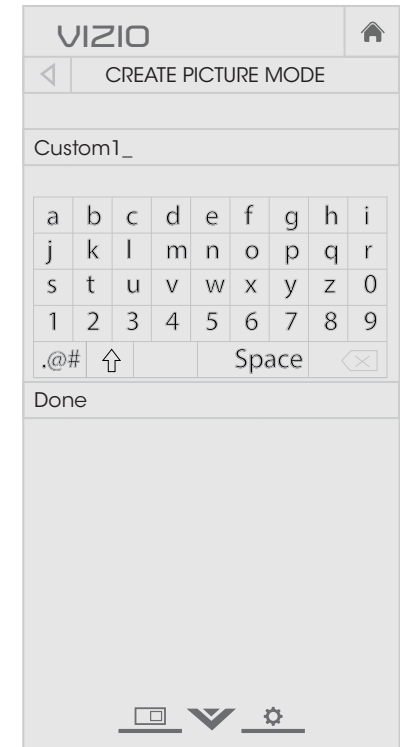 VIZIO
CREATE PICTURE MODE
Custom1_
a b c d e f g h i
j k l m n o p q r
s t u v w x y z 0
1 2 3 4 5 6 7 8 9
.@# Space
Done